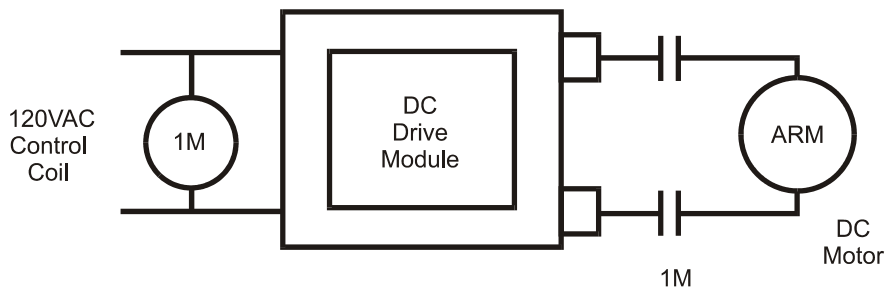 120VAC
Control
Coil
1M
DC
Drive
Module
ARM
DC
Motor
1M